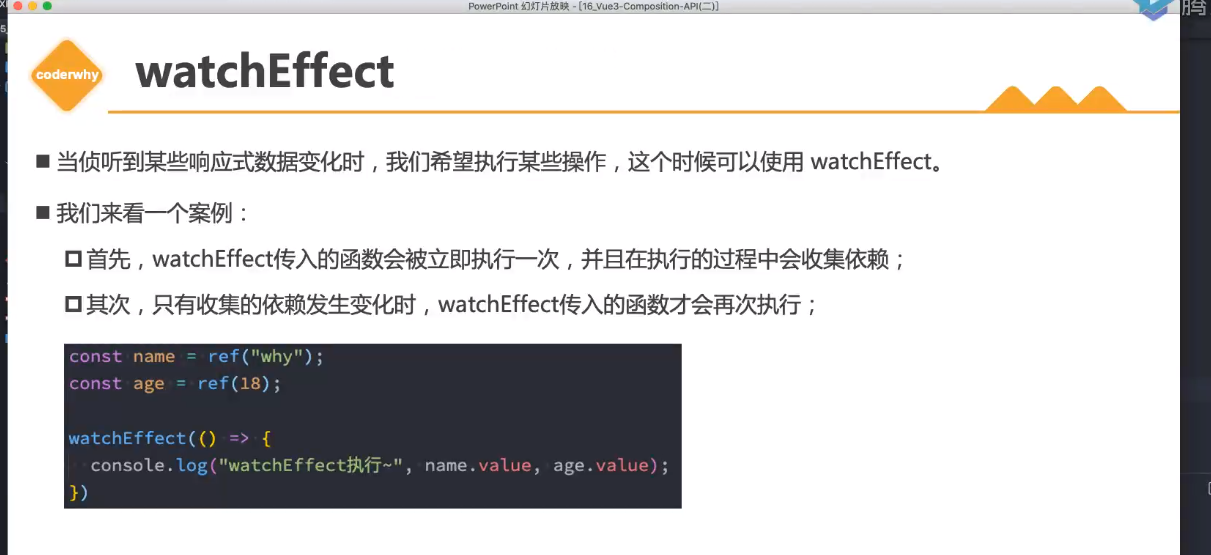 PowerPoint 幻灯片放映 - [16_Vue3-Composition-API(二)]
腾
coderwhy
watchEffect
当侦听到某些响应式数据变化时，我们希望执行某些操作，这个时候可以使用 watchEffect。
我们来看一个案例：
首先，watchEffect传入的函数会被立即执行一次，并且在执行的过程中会收集依赖；
其次，只有收集的依赖发生变化时，watchEffect传入的函数才会再次执行；
const name = ref("why");
const age = ref(18);
watchEffect(() => {
console.log("watchEffect执行~", name.value, age.value);
})